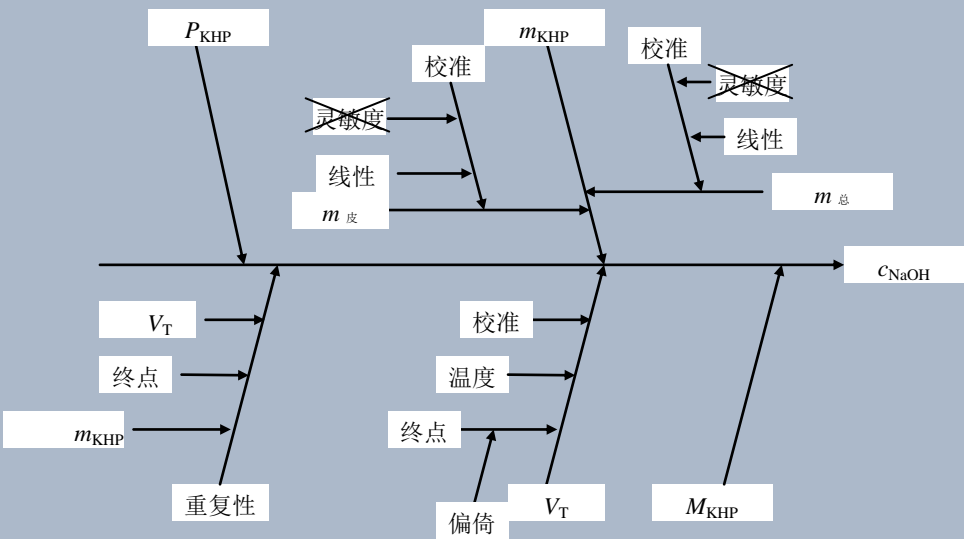 P_KHP
m_KHP
校准
校准
灵敏度
灵敏度
线性
线性
m 皮
m 总
c_NaOH
V_T
校准
终点
温度
m_KHP
终点
重复性
偏倚
V_T
M_KHP